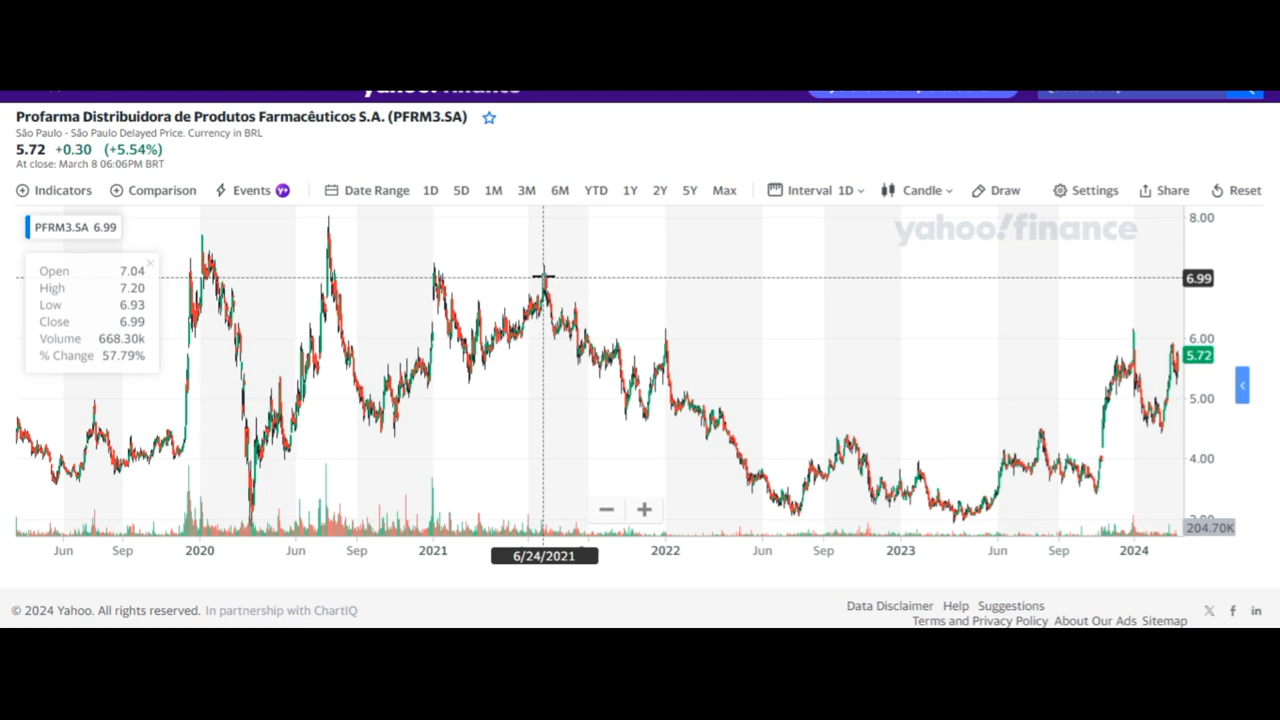 Profarma Distribuidora de Produtos Farmacêuticos S.A. (PFRM3.SA)
São Paulo - São Paulo Delayed Price. Currency in BRL
5.72 +0.30 (+5.54%)
At close: March 8 06:06PM BRT
Indicators Comparison Events Y+ Date Range 1D 5D 1M 3M 6M YTD 1Y 2Y 5Y Max Interval 1D Candle Draw Settings Share Reset
PFRM3.SA 6.99
yahoo!finance
8.00
Open 7.04
High 7.20
Low 6.93
Close 6.99
Volume 668.30k
% Change 57.79%
6.99
6.00
5.72
5.00
4.00
204.70K
Jun Sep 2020 Jun Sep 2021 6/24/2021 2022 Jun Sep 2023 Jun Sep 2024
© 2024 Yahoo. All rights reserved. In partnership with ChartIQ
Data Disclaimer Help Suggestions
Terms and Privacy Policy About Our Ads Sitemap